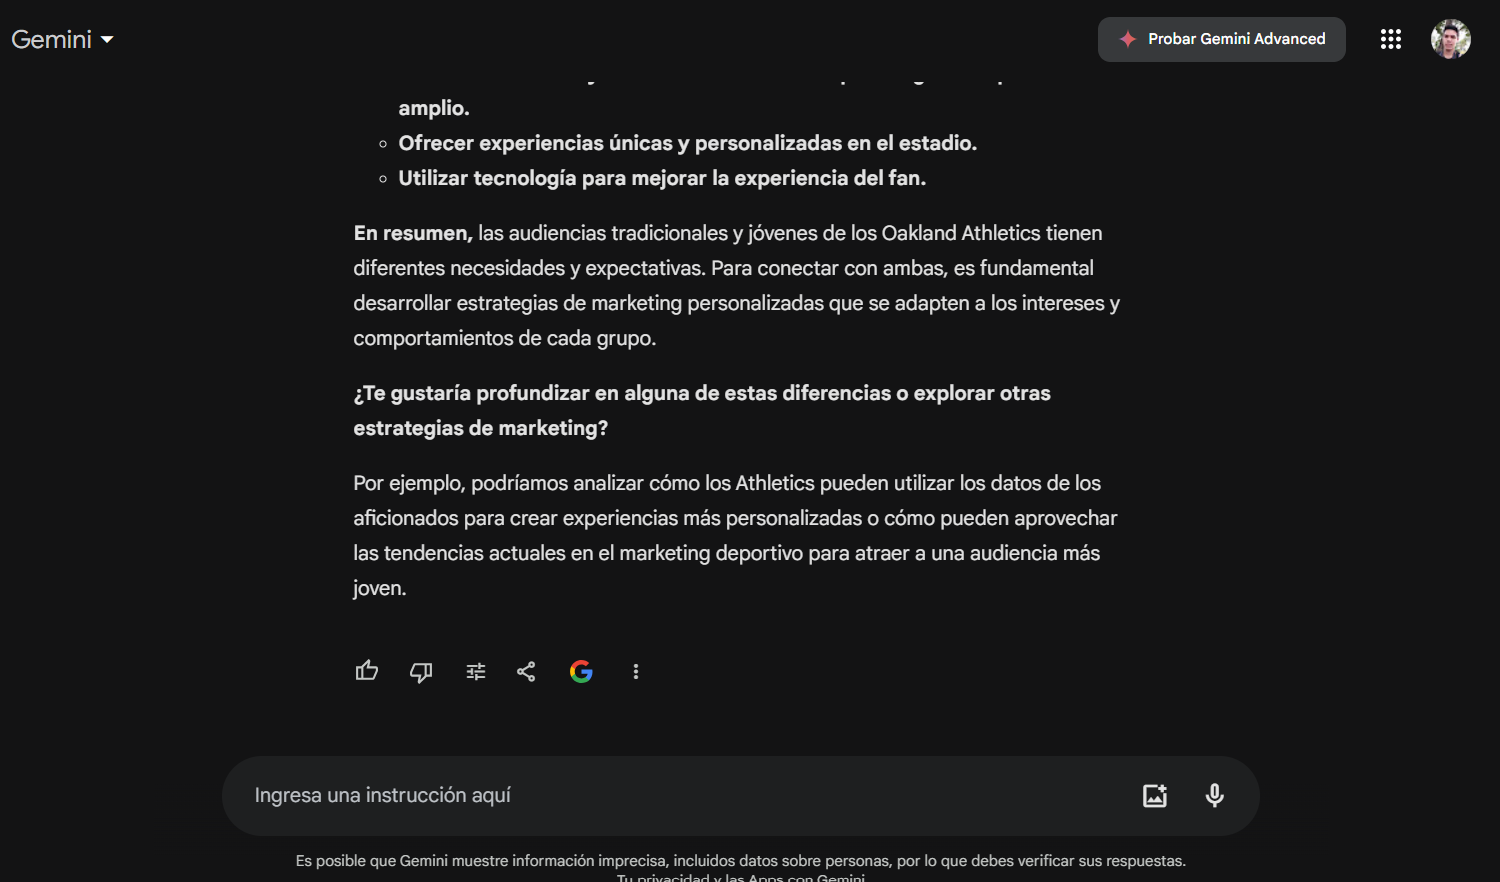 Gemini
Probar Gemini Advanced
amplio.
Ofrecer experiencias únicas y personalizadas en el estadio.
Utilizar tecnología para mejorar la experiencia del fan.
En resumen, las audiencias tradicionales y jóvenes de los Oakland Athletics tienen
diferentes necesidades y expectativas. Para conectar con ambas, es fundamental
desarrollar estrategias de marketing personalizadas que se adapten a los intereses y
comportamientos de cada grupo.
¿Te gustaría profundizar en alguna de estas diferencias o explorar otras
estrategias de marketing?
Por ejemplo, podríamos analizar cómo los Athletics pueden utilizar los datos de los
aficionados para crear experiencias más personalizadas o cómo pueden aprovechar
las tendencias actuales en el marketing deportivo para atraer a una audiencia más
joven.
Ingresa una instrucción aquí
Es posible que Gemini muestre información imprecisa, incluidos datos sobre personas, por lo que debes verificar sus respuestas.
Tu privacidad y las Apps con Gemini